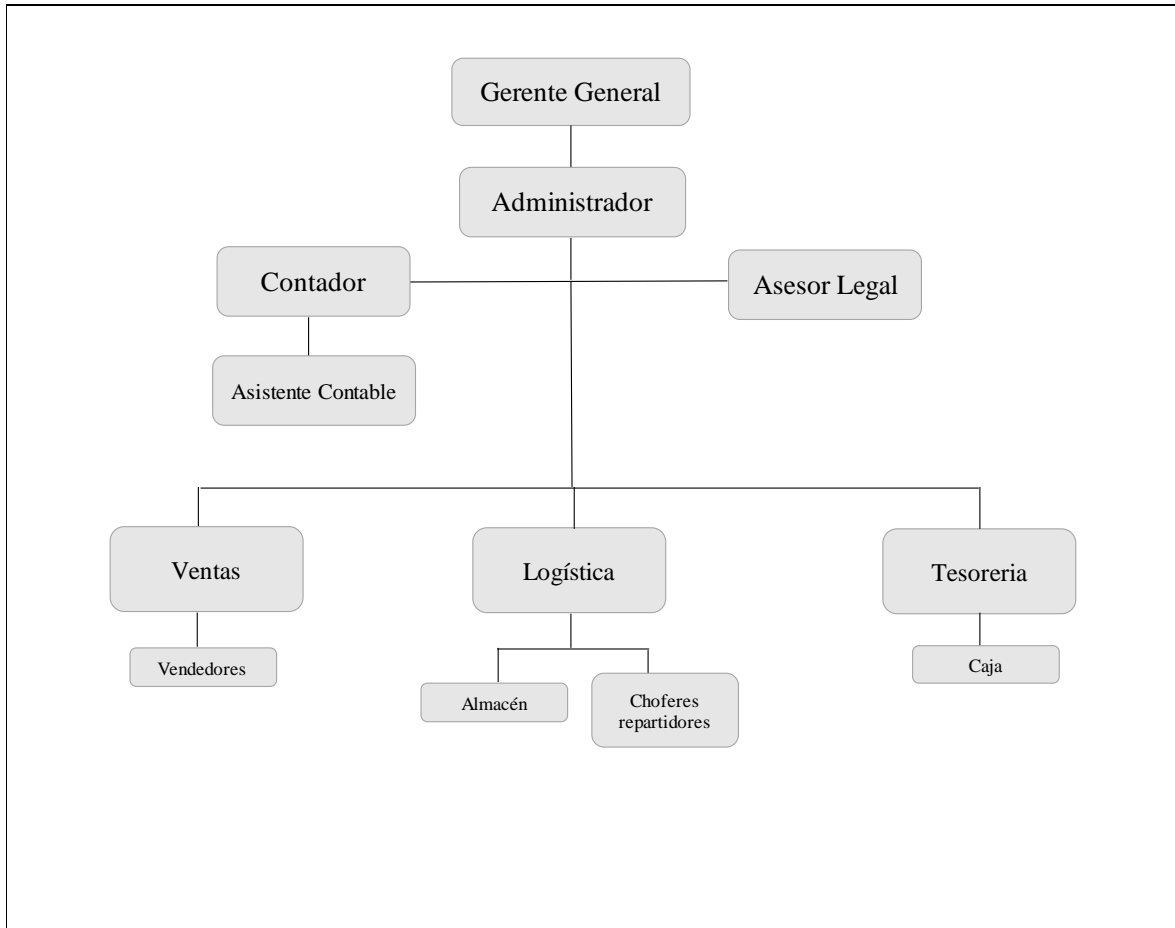 Gerente General
Administrador
Contador
Asesor Legal
Asistente Contable
Ventas
Logística
Tesoreria
Vendedores
Almacén
Choferes
repartidores
Caja